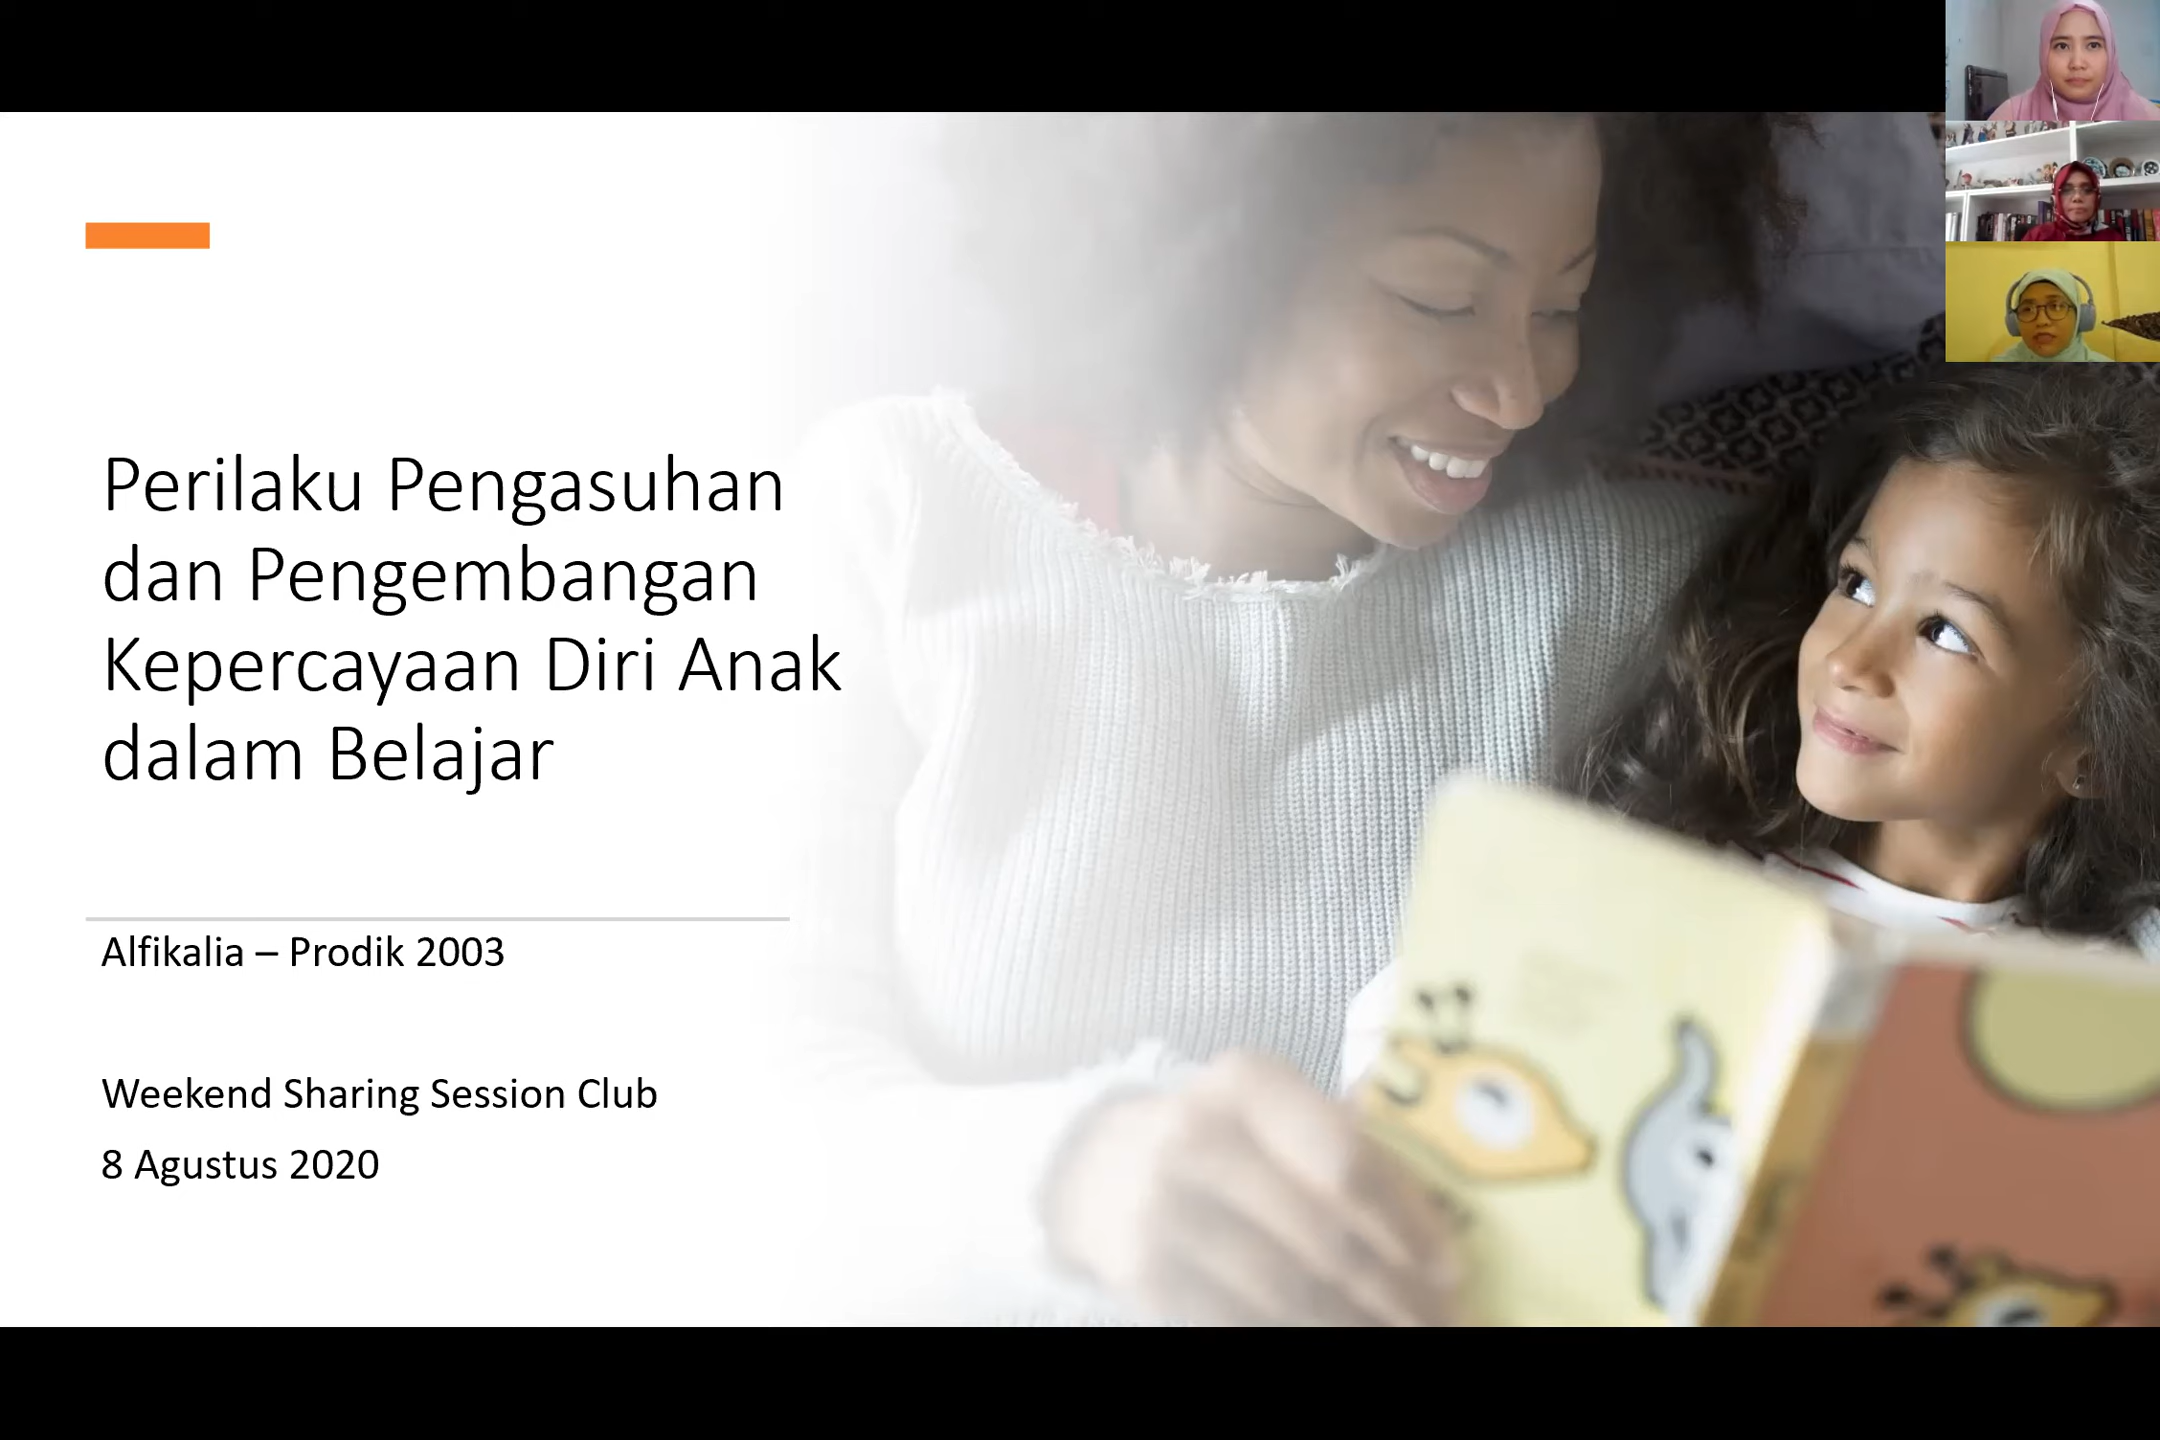 Perilaku Pengasuhan
dan Pengembangan
Kepercayaan Diri Anak
dalam Belajar
Alfikalia – Prodik 2003
Weekend Sharing Session Club
8 Agustus 2020